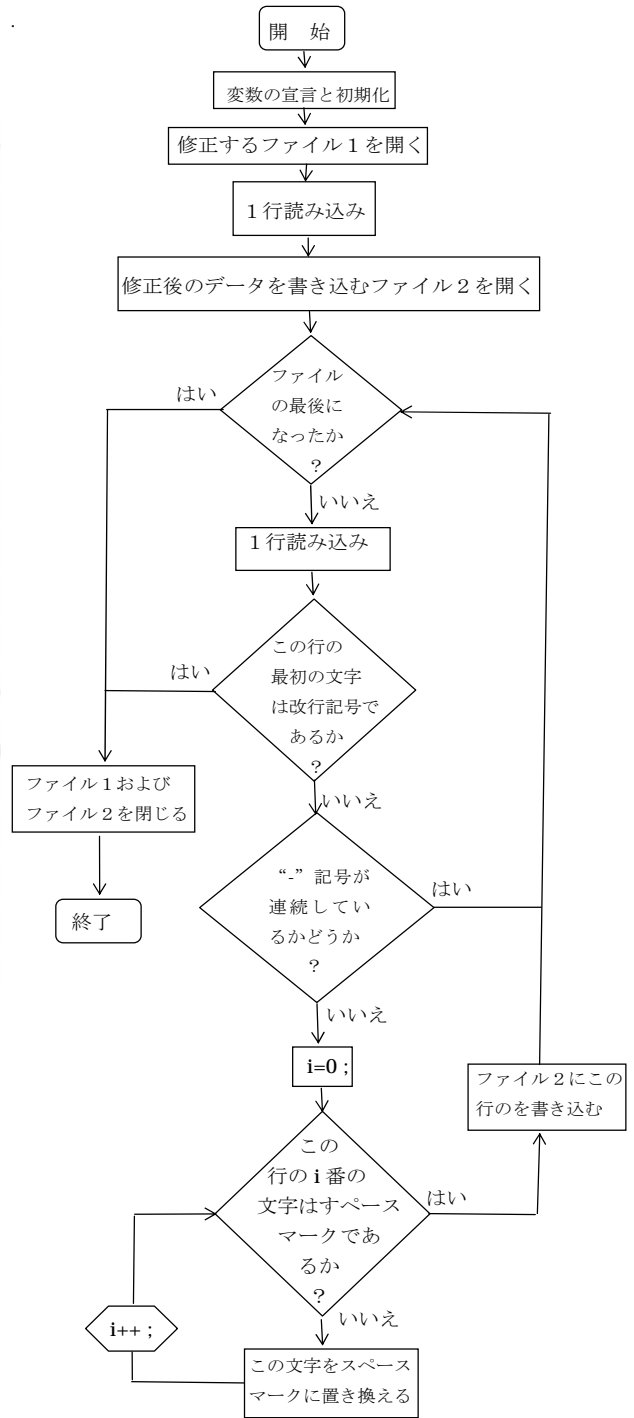 開　始
変数の宣言と初期化
修正するファイル１を開く
１行読み込み
修正後のデータを書き込むファイル２を開く
ファイル
の最後に
なったか
？
はい
いいえ
１行読み込み
この行の
最初の文字
は改行記号で
あるか
？
はい
いいえ
ファイル１および
ファイル２を閉じる
終了
“-”記号が
連続してい
るかどうか
？
はい
いいえ
i=0 ;
ファイル２にこの
行のを書き込む
この
行の i 番の
文字はすペース
マークであ
るか
？
はい
いいえ
i++ ;
この文字をスペース
マークに置き換える